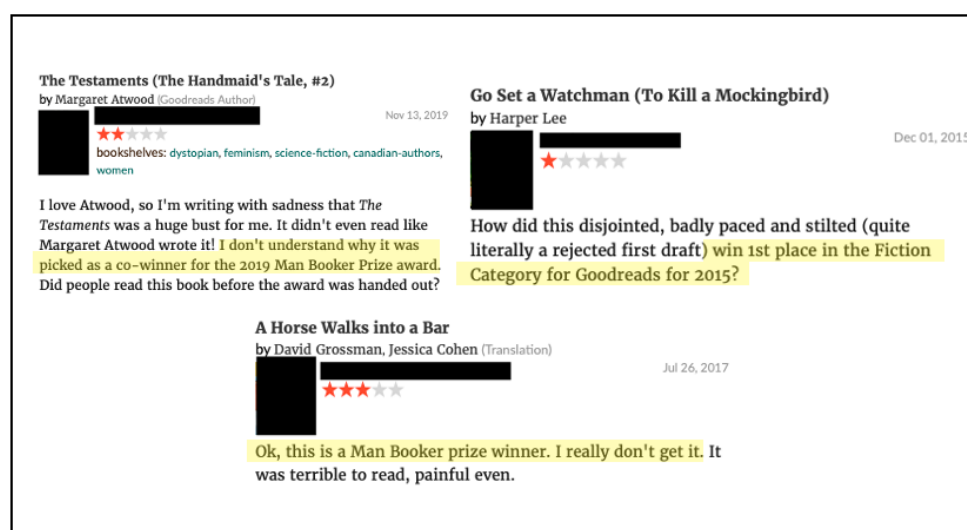 The Testaments (The Handmaid's Tale, #2)
by Margaret Atwood (Goodreads Author)
Nov 13, 2019
bookshelves: dystopian, feminism, science-fiction, canadian-authors,
women
I love Atwood, so I'm writing with sadness that The
Testaments was a huge bust for me. It didn't even read like
Margaret Atwood wrote it! I don't understand why it was
picked as a co-winner for the 2019 Man Booker Prize award.
Did people read this book before the award was handed out?
Go Set a Watchman (To Kill a Mockingbird)
by Harper Lee
Dec 01, 2015
How did this disjointed, badly paced and stilted (quite
literally a rejected first draft) win 1st place in the Fiction
Category for Goodreads for 2015?
A Horse Walks into a Bar
by David Grossman, Jessica Cohen (Translation)
Jul 26, 2017
Ok, this is a Man Booker prize winner. I really don't get it. It
was terrible to read, painful even.